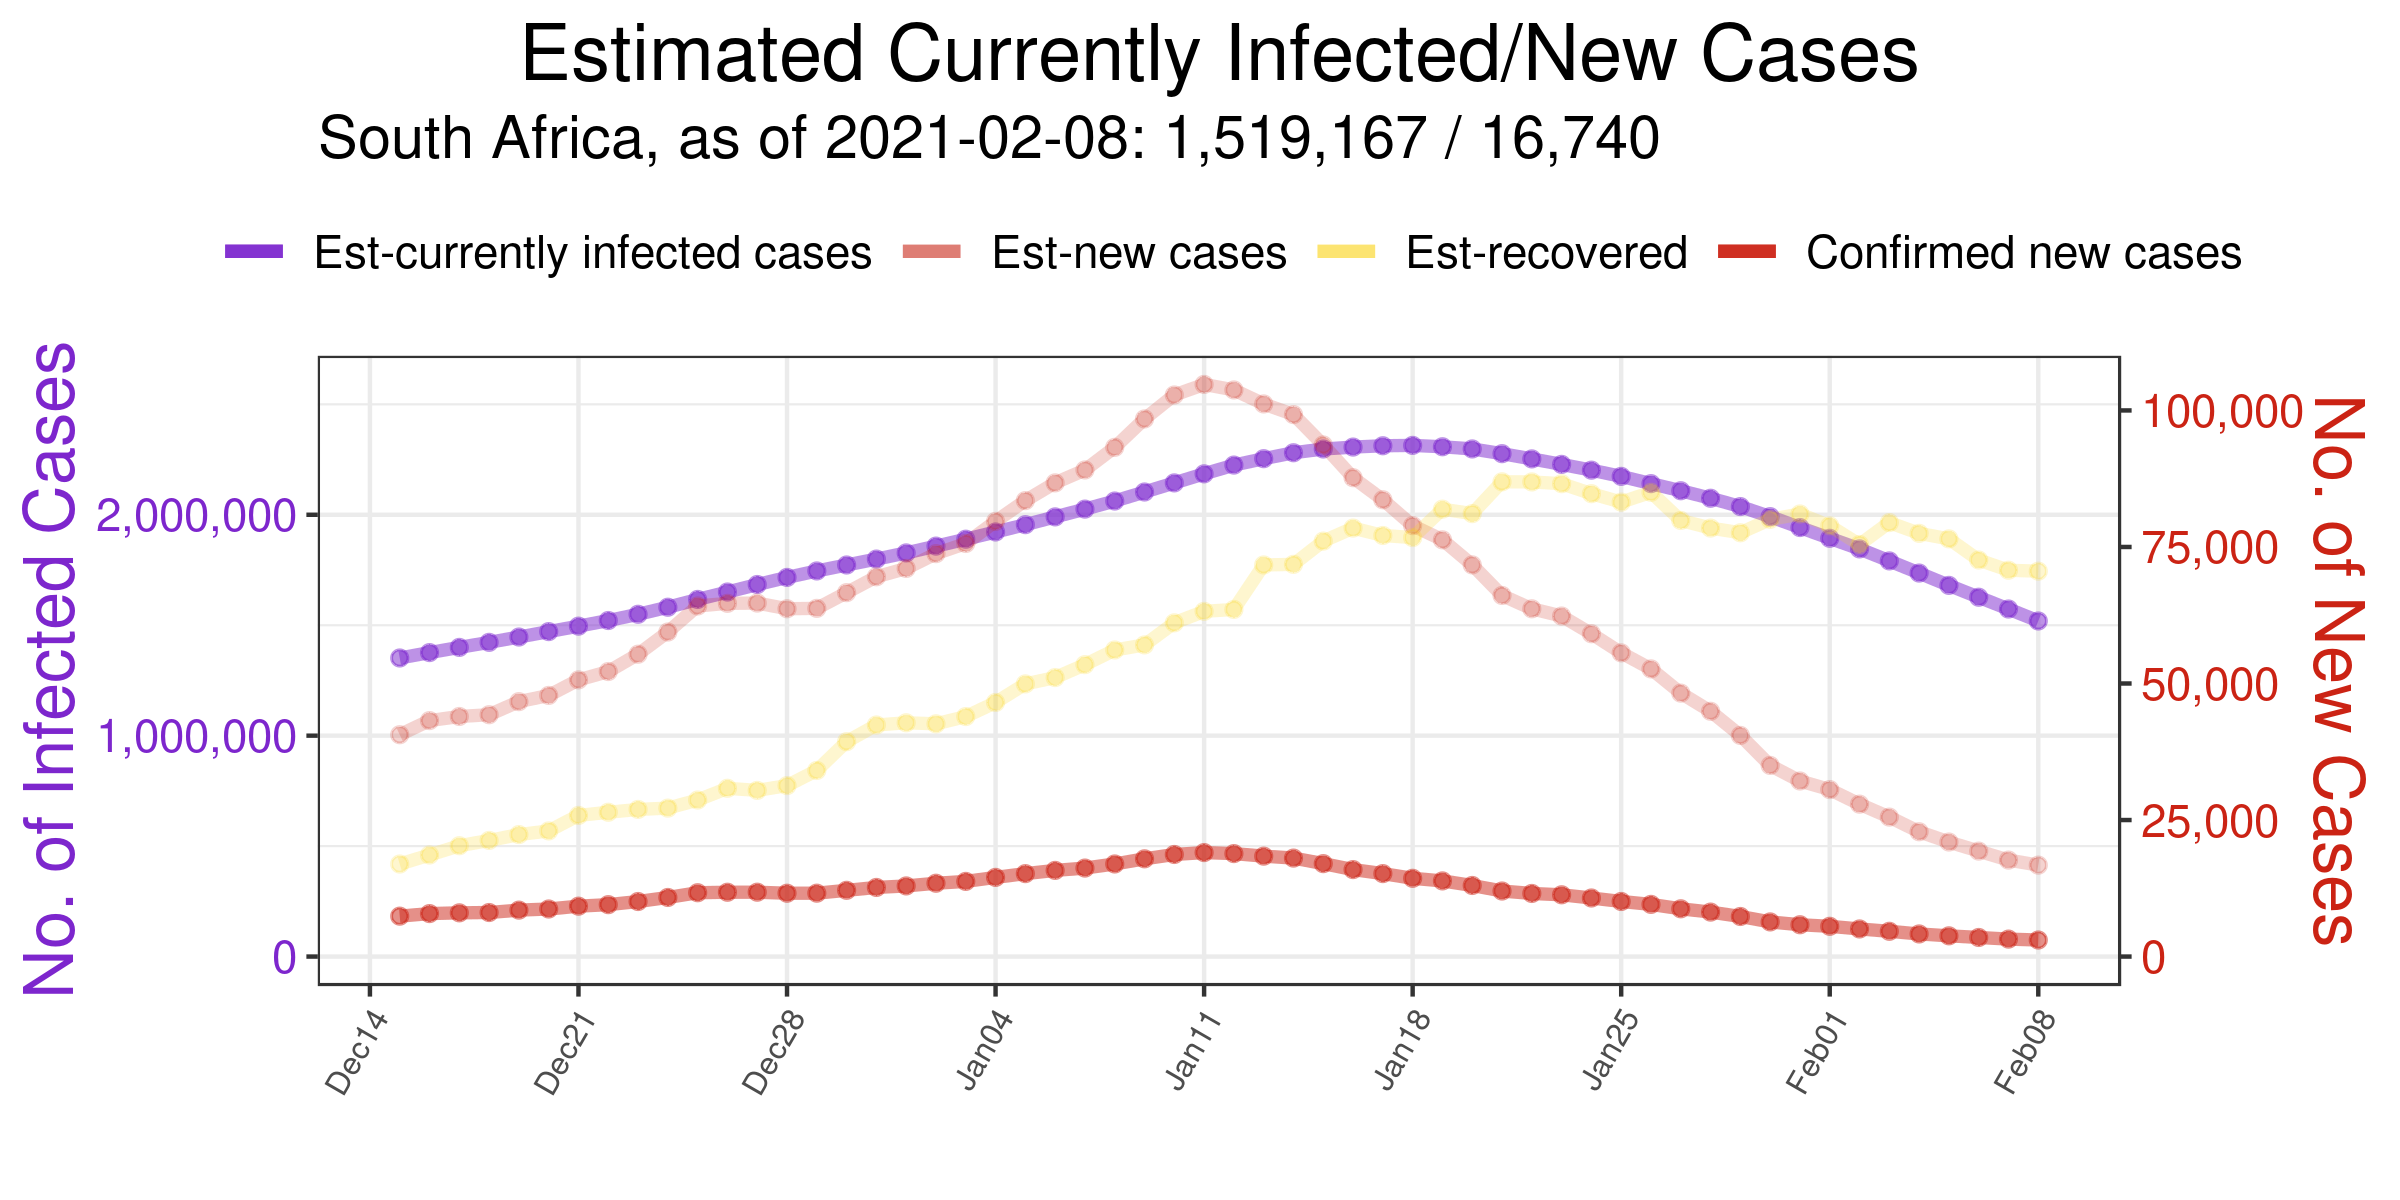 Estimated Currently Infected/New Cases
South Africa, as of 2021-02-08: 1,519,167 / 16,740
Est-currently infected cases Est-new cases Est-recovered Confirmed new cases
No. of Infected Cases
2,000,000
1,000,000
0
100,000
75,000
50,000
25,000
0
No. of New Cases
Dec14 Dec21 Dec28 Jan04 Jan11 Jan18 Jan25 Feb01 Feb08